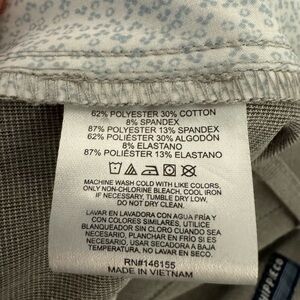 62% POLYESTER 30% COTTON
8% SPANDEX
87% POLYESTER 13% SPANDEX
62% POLIÉSTER 30% ALGODÓN
8% ELASTANO
87% POLIÉSTER 13% ELASTANO
MACHINE WASH COLD WITH LIKE COLORS,
ONLY NON-CHLORINE BLEACH, COOL IRON
IF NECESSARY, TUMBLE DRY LOW,
DO NOT DRY CLEAN.
LAVAR EN LAVADORA CON AGUA FRÍA Y
CON COLORES SIMILARES, UTILICE
BLANQUEADOR SIN CLORO CUANDO SEA
NECESARIO, PLANCHAR EN FRÍO SI ES
NECESARIO, USAR SECADORA A BAJA
TEMPERATURA, NO LAVAR EN SECO.
RN#146155
MADE IN VIETNAM